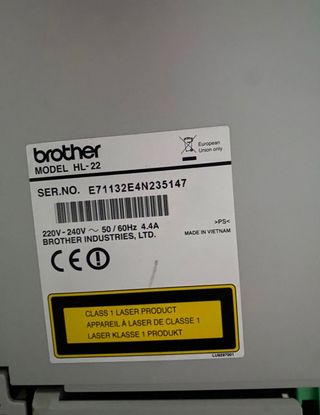 brother
European
Union only
MODEL HL-22
SER.NO. E71132E4N235147
220V-240V ~ 50 / 60Hz 4.4A
BROTHER INDUSTRIES, LTD.
>PS<
MADE IN VIETNAM
CE
CLASS 1 LASER PRODUCT
APPAREIL À LASER DE CLASSE 1
LASER KLASSE 1 PRODUKT